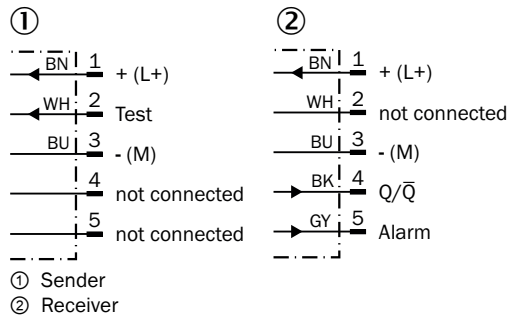 ① ②
BN 1 + (L+)
WH 2 Test
BU 3 - (M)
4 not connected
5 not connected
BN 1 + (L+)
WH 2 not connected
BU 3 - (M)
BK 4 Q/Q̅
GY 5 Alarm
① Sender
② Receiver